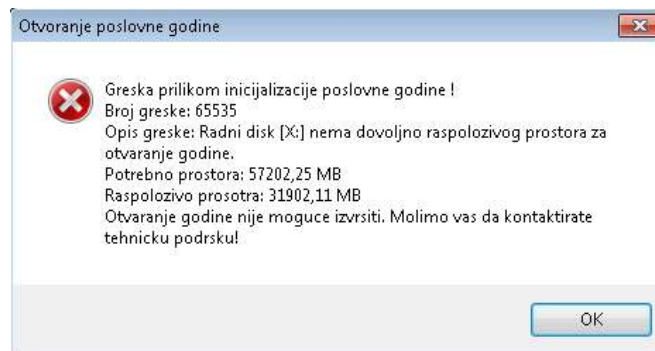 Otvoranje poslovne godine
Greska prilikom inicijalizacije poslovne godine !
Broj greske: 65535
Opis greske: Radni disk [X:] nema dovoljno raspolozivog prostora za
otvaranje godine.
Potrebno prostora: 57202,25 MB
Raspolozivo prosotra: 31902,11 MB
Otvaranje godine nije moguce izvrsiti. Molimo vas da kontaktirate
tehnicku podrsku!
OK